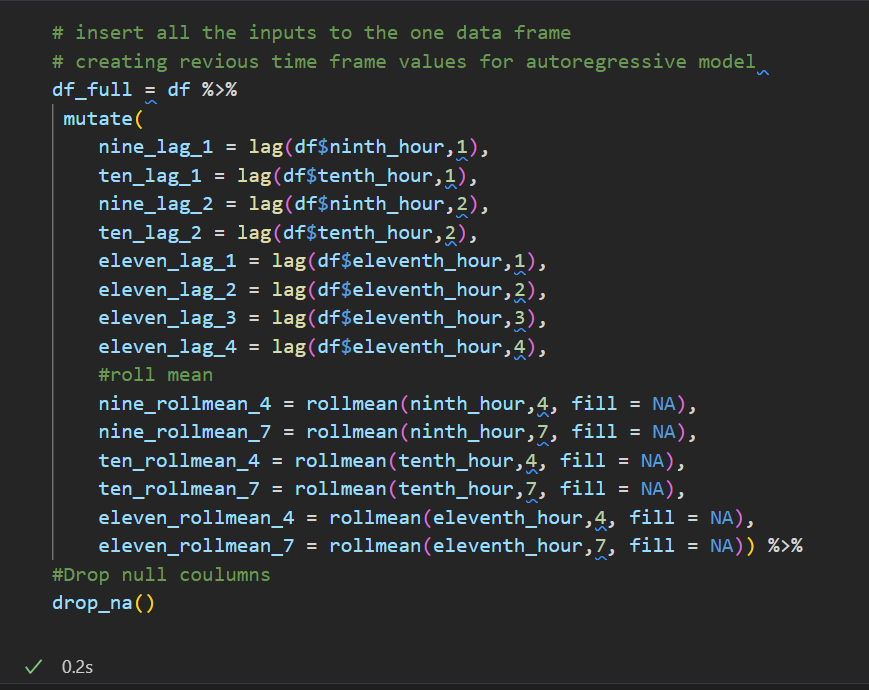 # insert all the inputs to the one data frame
# creating revious time frame values for autoregressive model
df_full = df %>%
mutate(
nine_lag_1 = lag(df$ninth_hour,1),
ten_lag_1 = lag(df$tenth_hour,1),
nine_lag_2 = lag(df$ninth_hour,2),
ten_lag_2 = lag(df$tenth_hour,2),
eleven_lag_1 = lag(df$eleventh_hour,1),
eleven_lag_2 = lag(df$eleventh_hour,2),
eleven_lag_3 = lag(df$eleventh_hour,3),
eleven_lag_4 = lag(df$eleventh_hour,4),
#roll mean
nine_rollmean_4 = rollmean(ninth_hour,4, fill = NA),
nine_rollmean_7 = rollmean(ninth_hour,7, fill = NA),
ten_rollmean_4 = rollmean(tenth_hour,4, fill = NA),
ten_rollmean_7 = rollmean(tenth_hour,7, fill = NA),
eleven_rollmean_4 = rollmean(eleventh_hour,4, fill = NA),
eleven_rollmean_7 = rollmean(eleventh_hour,7, fill = NA)) %>%
#Drop null coulumns
drop_na()
0.2s